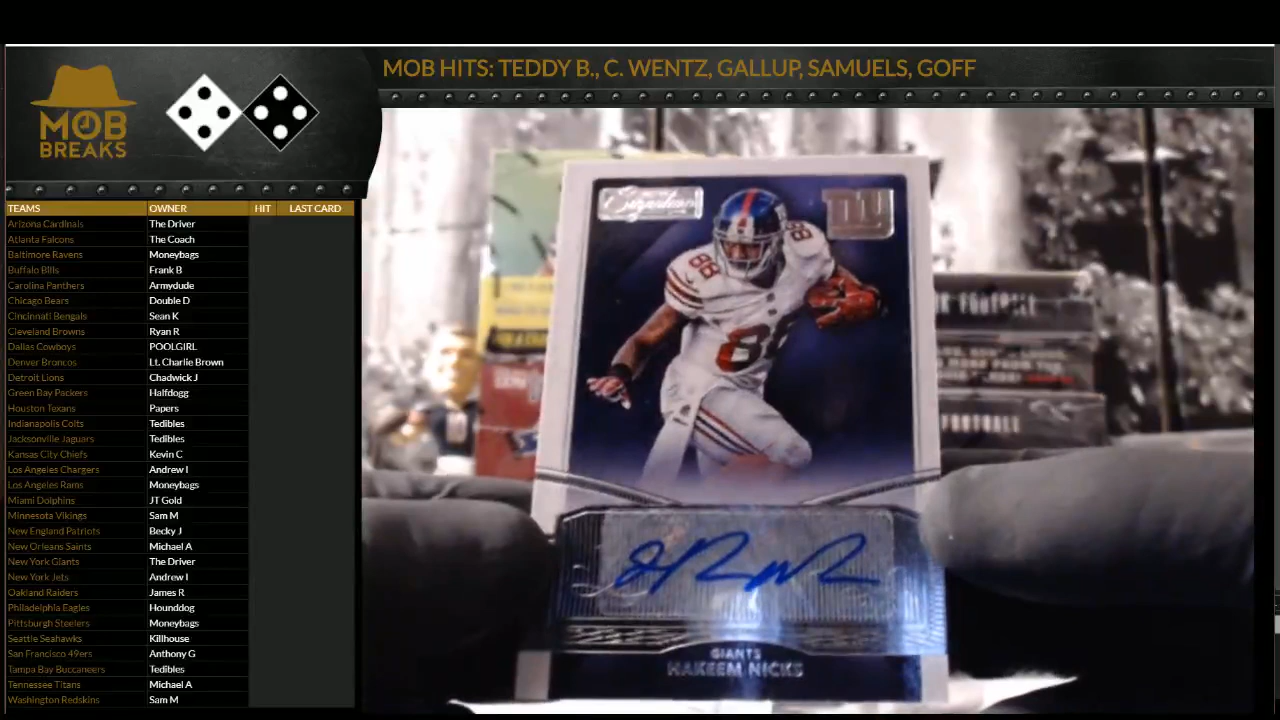 MOB HITS: TEDDY B., C. WENTZ, GALLUP, SAMUELS, GOFF
MOB
BREAKS
TEAMS OWNER HIT LAST CARD
Arizona Cardinals The Driver
Atlanta Falcons The Coach
Baltimore Ravens Moneybags
Buffalo Bills Frank B
Carolina Panthers Armydude
Chicago Bears Double D
Cincinnati Bengals Sean K
Cleveland Browns Ryan R
Dallas Cowboys POOLGIRL
Denver Broncos Lt. Charlie Brown
Detroit Lions Chadwick J
Green Bay Packers Halfdogg
Houston Texans Papers
Indianapolis Colts Tedibles
Jacksonville Jaguars Tedibles
Kansas City Chiefs Kevin C
Los Angeles Chargers Andrew I
Los Angeles Rams Moneybags
Miami Dolphins JT Gold
Minnesota Vikings Sam M
New England Patriots Becky J
New Orleans Saints Michael A
New York Giants The Driver
New York Jets Andrew I
Oakland Raiders James R
Philadelphia Eagles Hounddog
Pittsburgh Steelers Moneybags
Seattle Seahawks Killhouse
San Francisco 49ers Anthony G
Tampa Bay Buccaneers Tedibles
Tennessee Titans Michael A
Washington Redskins Sam M
ny
88
88
88
GIANTS
HAKEEM NICKS
FOOTBALL
FOOTBALL